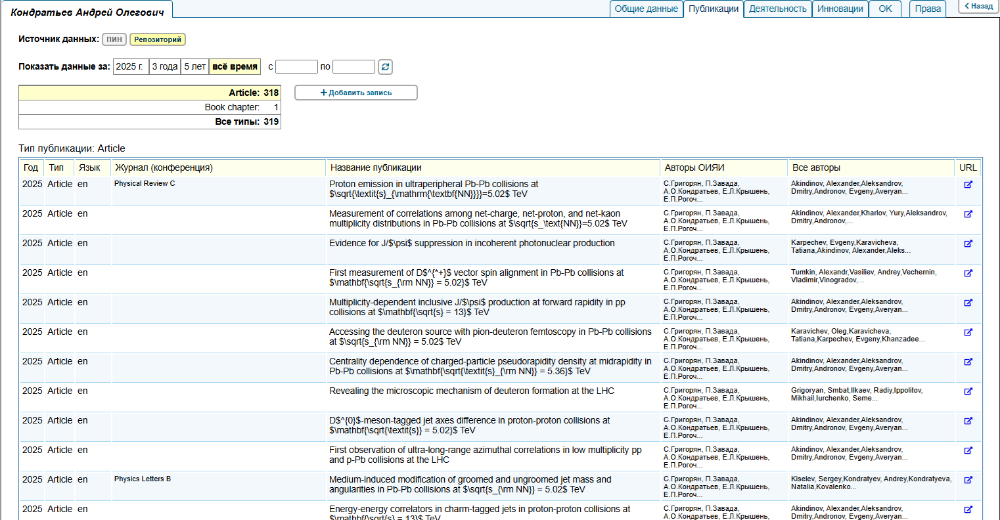 Кондратьев Андрей Олегович
Общие данные Публикации Деятельность Инновации ОК Права Назад
Источник данных: ПИН Репозиторий
Показать данные за: 2025 г. 3 года 5 лет всё время с по
Article: 318
Добавить запись
Book chapter: 1
Все типы: 319
Тип публикации: Article
Год Тип Язык Журнал (конференция) Название публикации Авторы ОИЯИ Все авторы URL
2025 Article en Physical Review C Proton emission in ultraperipheral Pb-Pb collisions at
$\sqrt{\textit{s}_{\mathrm{\textbf{NN}}}}=5.02$ TeV
С.Григорян, П.Завада,
А.О.Кондратьев, Е.Л.Крышень,
Е.П.Рогоч...
Akindinov, Alexander,Aleksandrov,
Dmitry,Andronov, Evgeny,Averyan...
2025 Article en Measurement of correlations among net-charge, net-proton, and net-kaon
multiplicity distributions in Pb-Pb collisions at $\sqrt{s_\text{NN}}=5.02$ TeV
С.Григорян, П.Завада,
А.О.Кондратьев, Е.Л.Крышень,
Е.П.Рогоч...
Akindinov, Alexander,Kharlov, Yury,Aleksandrov,
Dmitry,Andronov,...
2025 Article en Evidence for J/$\psi$ suppression in incoherent photonuclear production
С.Григорян, П.Завада,
А.О.Кондратьев, Е.Л.Крышень,
Е.П.Рогоч...
Karpechev, Evgeny,Karavicheva,
Tatiana,Akindinov, Alexander,Aleks...
2025 Article en First measurement of D$^{*+}$ vector spin alignment in Pb-Pb collisions at
$\mathbf{\sqrt{s_{\rm NN}} = 5.02}$ TeV
С.Григорян, П.Завада,
А.О.Кондратьев, Е.Л.Крышень,
Е.П.Рогоч...
Tumkin, Alexandr,Vasiliev, Andrey,Vechernin,
Vladimir,Vinogradov,...
2025 Article en Multiplicity-dependent inclusive J/$\psi$ production at forward rapidity in pp
collisions at $\mathbf{\sqrt{s} = 13}$ TeV
С.Григорян, П.Завада,
А.О.Кондратьев, Е.Л.Крышень,
Е.П.Рогоч...
Akindinov, Alexander,Aleksandrov,
Dmitry,Andronov, Evgeny,Averyan...
2025 Article en Accessing the deuteron source with pion-deuteron femtoscopy in Pb-Pb collisions
at $\sqrt{s_{\rm NN}} = 5.02$ TeV
С.Григорян, П.Завада,
А.О.Кондратьев, Е.Л.Крышень,
Е.П.Рогоч...
Karavichev, Oleg,Karavicheva,
Tatiana,Karpechev, Evgeny,Khanzadee...
2025 Article en Centrality dependence of charged-particle pseudorapidity density at midrapidity in
Pb-Pb collisions at $\mathbf{\sqrt{\textit{s}_{\rm NN}} = 5.36}$ TeV
С.Григорян, П.Завада,
А.О.Кондратьев, Е.Л.Крышень,
Е.П.Рогоч...
Akindinov, Alexander,Aleksandrov,
Dmitry,Andronov, Evgeny,Averyan...
2025 Article en Revealing the microscopic mechanism of deuteron formation at the LHC
С.Григорян, П.Завада,
А.О.Кондратьев, Е.Л.Крышень,
Е.П.Рогоч...
Grigoryan, Smbat,Ilkaev, Radiy,Ippolitov,
Mikhail,Iurchenko, Seme...
2025 Article en D$^{0}$-meson-tagged jet axes difference in proton-proton collisions at
$\mathbf{\sqrt{\textit{s}} = 5.02}$ TeV
С.Григорян, П.Завада,
А.О.Кондратьев, Е.Л.Крышень,
Е.П.Рогоч...
Akindinov, Alexander,Aleksandrov,
Dmitry,Andronov, Evgeny,Averyan...
2025 Article en First observation of ultra-long-range azimuthal correlations in low multiplicity pp
and p-Pb collisions at the LHC
С.Григорян, П.Завада,
А.О.Кондратьев, Е.Л.Крышень,
Е.П.Рогоч...
Akindinov, Alexander,Aleksandrov,
Dmitry,Andronov, Evgeny,Averyan...
2025 Article en Physics Letters B Medium-induced modification of groomed and ungroomed jet mass and
angularities in Pb-Pb collisions at $\sqrt{s_{\rm NN}} = 5.02$ TeV
С.Григорян, П.Завада,
А.О.Кондратьев, Е.Л.Крышень,
Е.П.Рогоч...
Kiselev, Sergey,Kondratyev, Andrey,Kondratyeva,
Natalia,Kovalenko...
2025 Article en Energy-energy correlators in charm-tagged jets in proton-proton collisions at
$\mathbf{\sqrt{s} = 13}$ TeV
С.Григорян, П.Завада,
А.О.Кондратьев, Е.Л.Крышень,
Akindinov, Alexander,Aleksandrov,
Dmitry,Andronov, Evgeny,Averyan...